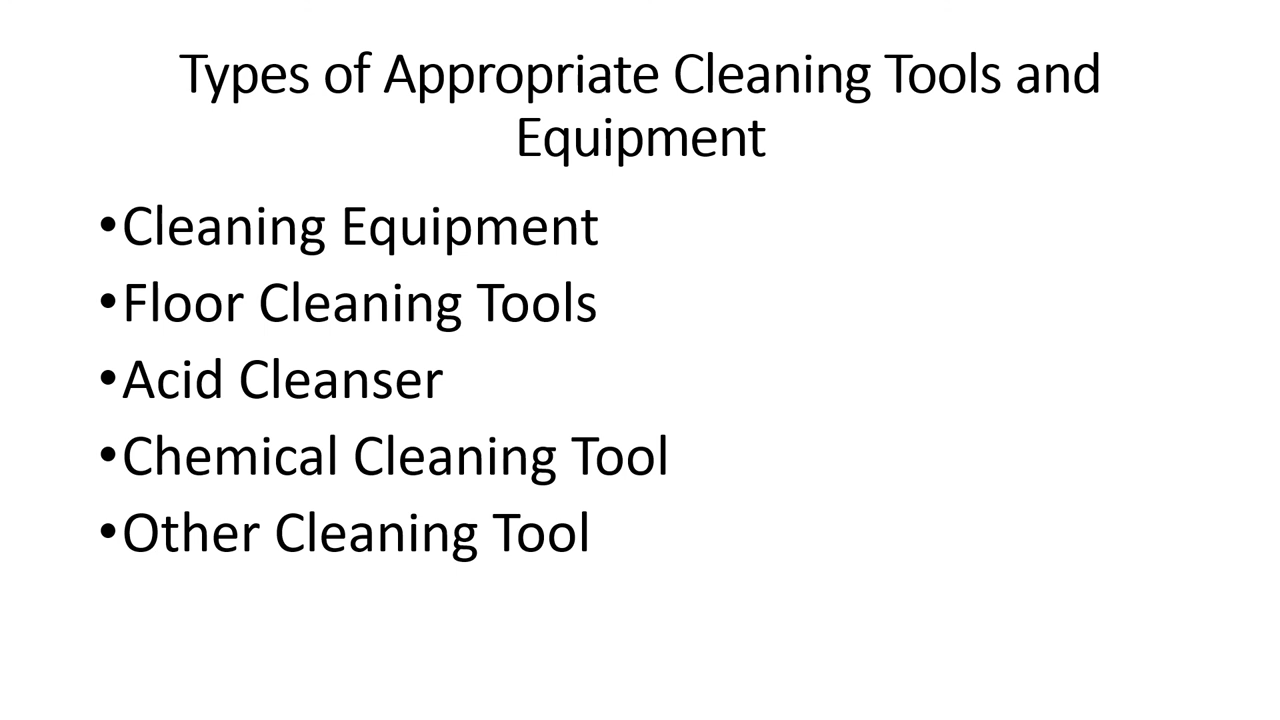 Types of Appropriate Cleaning Tools and
Equipment
•Cleaning Equipment
•Floor Cleaning Tools
•Acid Cleanser
•Chemical Cleaning Tool
•Other Cleaning Tool